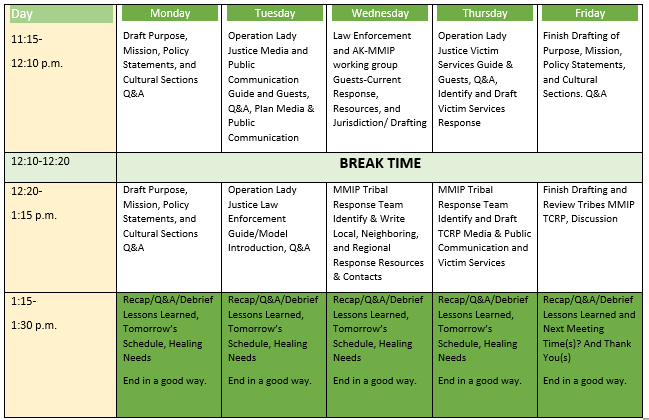 Day
Monday
Tuesday
Wednesday
Thursday
Friday
11:15-
12:10 p.m.
Draft Purpose,
Mission, Policy
Statements, and
Cultural Sections
Q&A
Operation Lady
Justice Media and
Public
Communication
Guide and Guests,
Q&A, Plan Media &
Public
Communication
Law Enforcement
and AK-MMIP
working group
Guests-Current
Response,
Resources, and
Jurisdiction/ Drafting
Operation Lady
Justice Victim
Services Guide &
Guests, Q&A,
Identify and Draft
Victim Services
Response
Finish Drafting of
Purpose, Mission,
Policy Statements,
and Cultural
Sections. Q&A
12:10-12:20
BREAK TIME
12:20-
1:15 p.m.
Draft Purpose,
Mission, Policy
Statements, and
Cultural Sections
Q&A
Operation Lady
Justice Law
Enforcement
Guide/Model
Introduction, Q&A
MMIP Tribal
Response Team
Identify & Write
Local, Neighboring,
and Regional
Response Resources
& Contacts
MMIP Tribal
Response Team
Identify and Draft
TCRP Media & Public
Communication and
Victim Services
Finish Drafting and
Review Tribes MMIP
TCRP, Discussion
1:15-
1:30 p.m.
Recap/Q&A/Debrief
Lessons Learned,
Tomorrow's
Schedule, Healing
Needs
End in a good way.
Recap/Q&A/Debrief
Lessons Learned,
Tomorrow's
Schedule, Healing
Needs
End in a good way.
Recap/Q&A/Debrief
Lessons Learned,
Tomorrow's
Schedule, Healing
Needs
End in a good way.
Recap/Q&A/Debrief
Lessons Learned,
Tomorrow's
Schedule, Healing
Needs
End in a good way.
Recap/Q&A/Debrief
Lessons Learned and
Next Meeting
Time(s)? And Thank
You(s)
End in a good way.